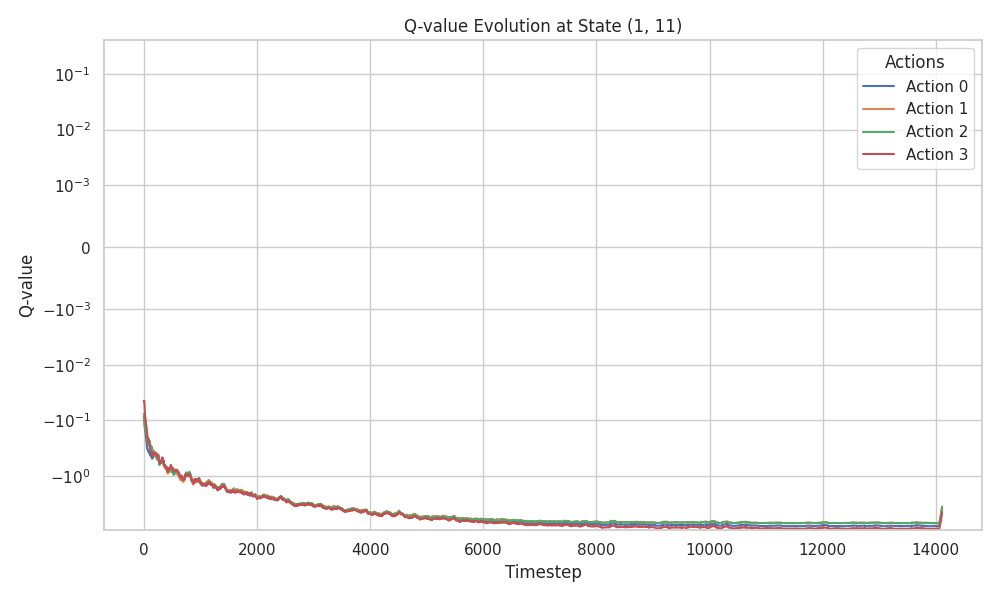 Q-value Evolution at State (1, 11)
Actions
Action 0
Action 1
Action 2
Action 3
10⁻¹
10⁻²
10⁻³
0
−10⁻³
−10⁻²
−10⁻¹
−10⁰
Q-value
0 2000 4000 6000 8000 10000 12000 14000
Timestep